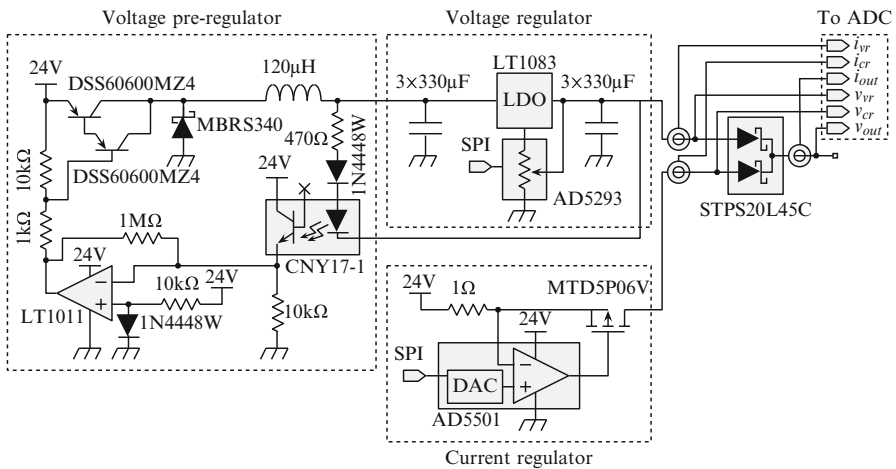 Voltage pre-regulator
Voltage regulator
To ADC
24V
DSS60600MZ4
120μH
LT1083
3×330μF
3×330μF
i_vr
i_cr
i_out
v_vr
v_cr
v_out
LDO
MBRS340
470Ω
1N4448W
SPI
24V
DSS60600MZ4
10kΩ
AD5293
STPS20L45C
1kΩ
1MΩ
CNY17-1
24V
10kΩ
24V
LT1011
−
+
1N4448W
10kΩ
24V
1Ω
MTD5P06V
24V
SPI
DAC
−
+
AD5501
Current regulator